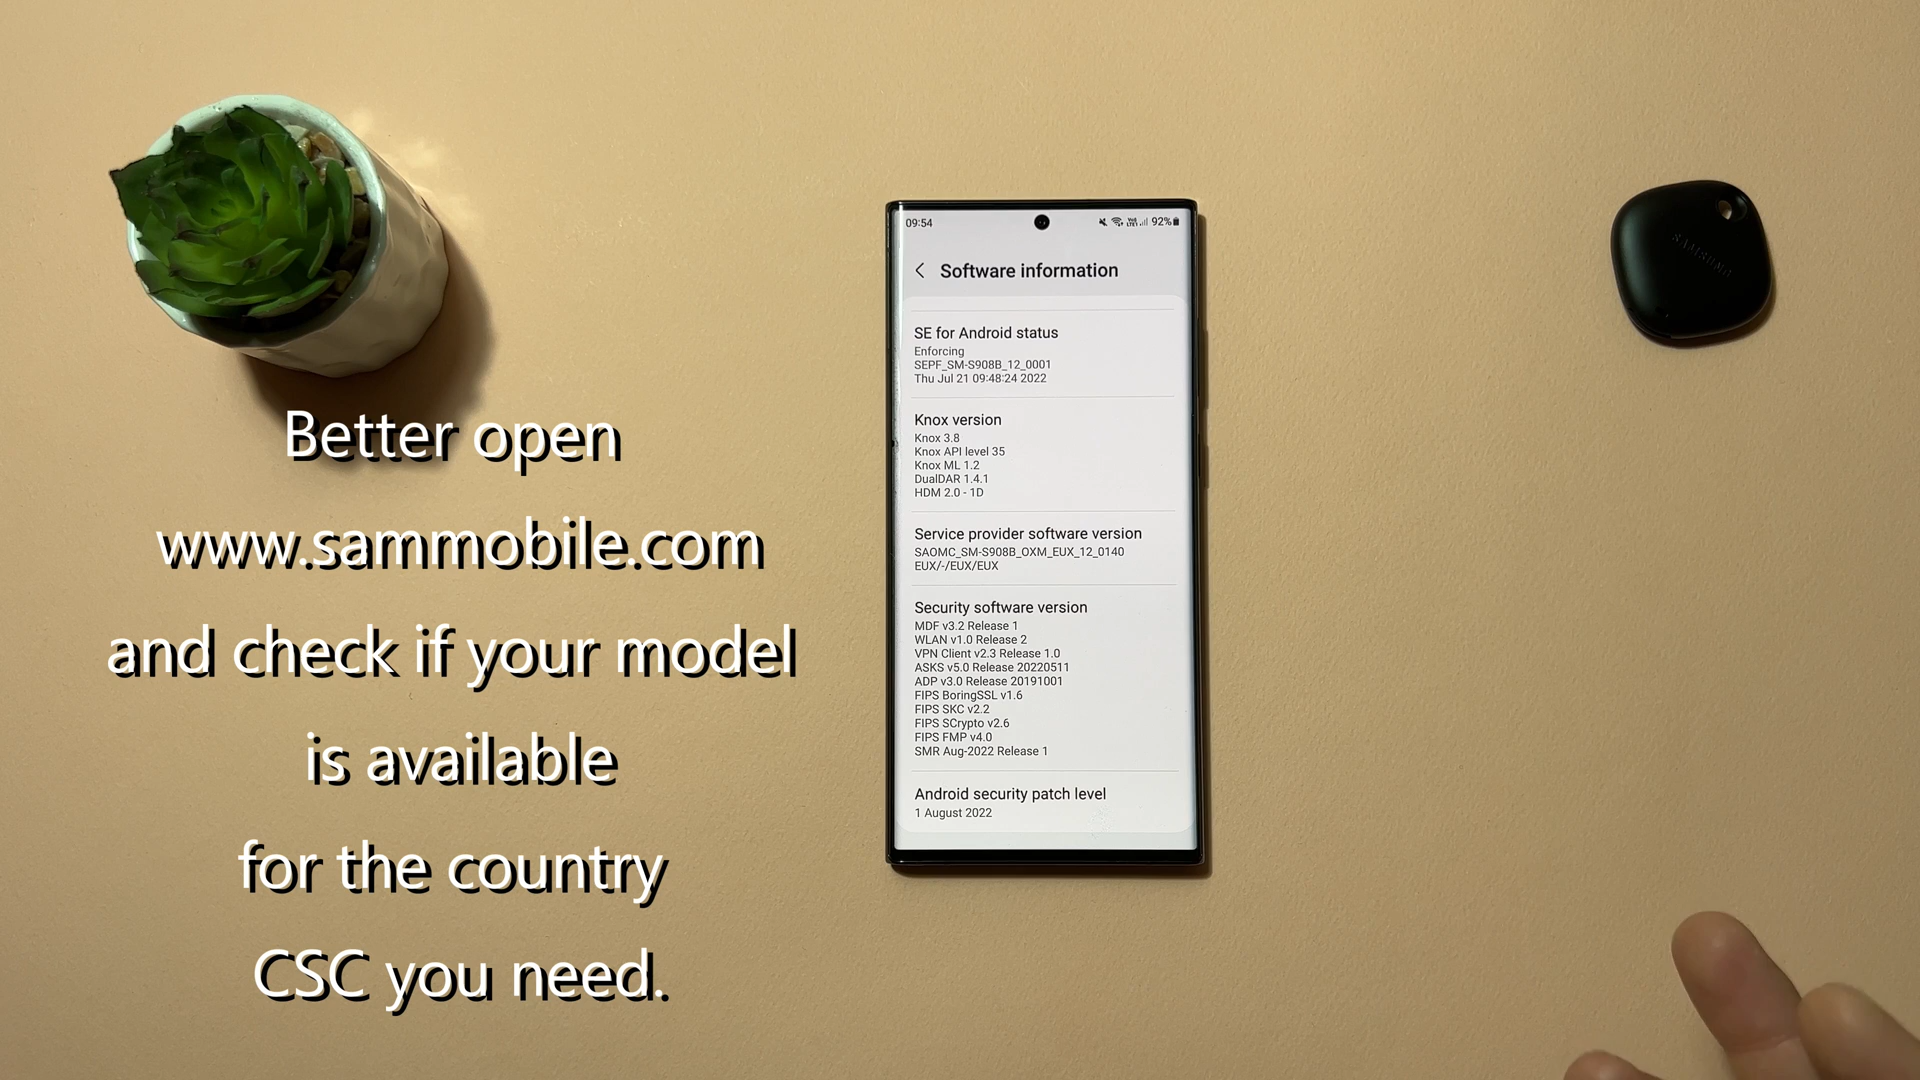 Better open
www.sammobile.com
and check if your model
is available
for the country
CSC you need.
09:54
92%
Software information
SE for Android status
Enforcing
SEPF_SM-S908B_12_0001
Thu Jul 21 09:48:24 2022
Knox version
Knox 3.8
Knox API level 35
Knox ML 1.2
DualDAR 1.4.1
HDM 2.0 - 1D
Service provider software version
SAOMC_SM-S908B_OXM_EUX_12_0140
EUX/-/EUX/EUX
Security software version
MDF v3.2 Release 1
WLAN v1.0 Release 2
VPN Client v2.3 Release 1.0
ASKS v5.0 Release 20220511
ADP v3.0 Release 20191001
FIPS BoringSSL v1.6
FIPS SKC v2.2
FIPS SCrypto v2.6
FIPS FMP v4.0
SMR Aug-2022 Release 1
Android security patch level
1 August 2022
SAMSUNG